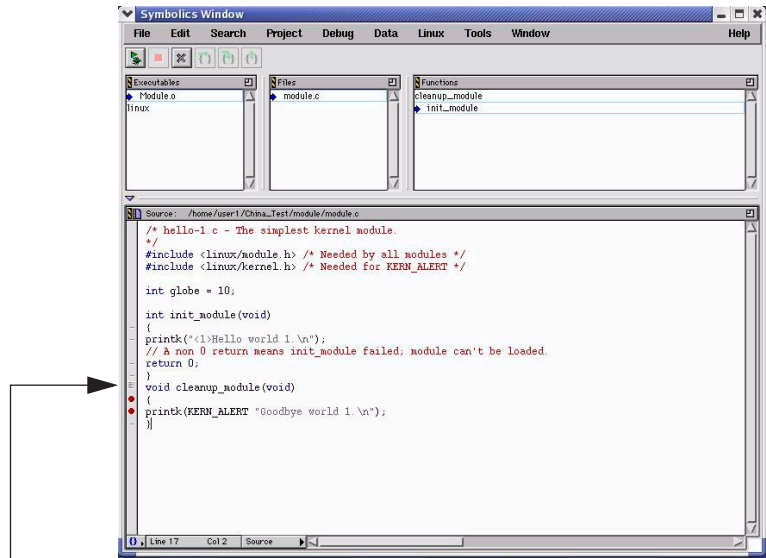 Symbolics Window
File Edit Search Project Debug Data Linux Tools Window Help
Executables
Module.o
linux
Files
module.c
Functions
cleanup_module
init_module
Source: /home/user1/China_Test/module/module.c
/* hello-1.c - The simplest kernel module.
*/
#include <linux/module.h> /* Needed by all modules */
#include <linux/kernel.h> /* Needed for KERN_ALERT */
int globe = 10;
int init_module(void)
{
printk("<1>Hello world 1.\n");
// A non 0 return means init_module failed; module can't be loaded.
return 0;
}
void cleanup_module(void)
{
printk(KERN_ALERT "Goodbye world 1.\n");
}
Line 17 Col 2 Source